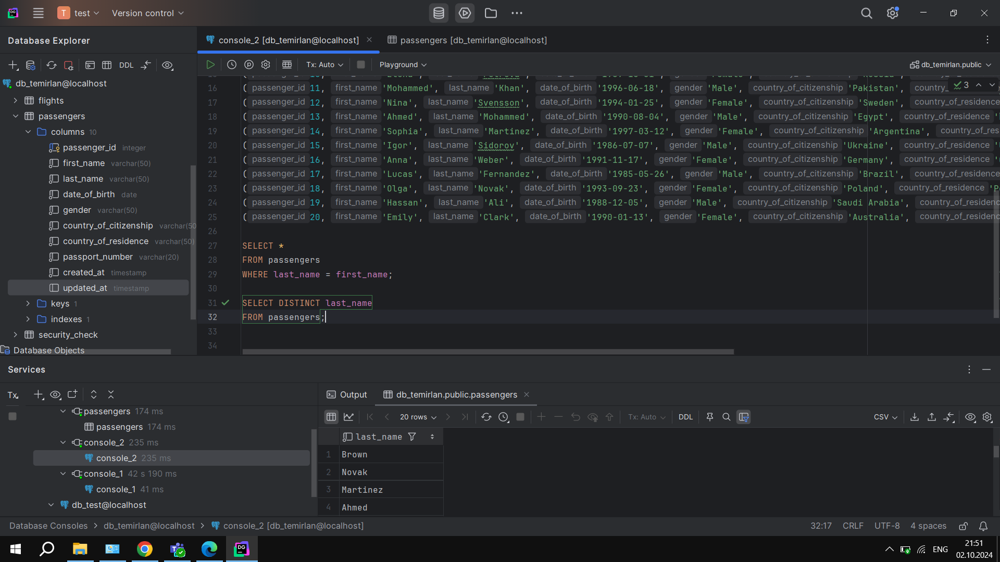 T test Version control
Database Explorer
console_2 [db_temirlan@localhost] passengers [db_temirlan@localhost]
DDL
Tx: Auto Playground db_temirlan.public
db_temirlan@localhost
flights
passengers
columns 10
passenger_id integer
first_name varchar(50)
last_name varchar(50)
date_of_birth date
gender varchar(50)
country_of_citizenship varchar(50
country_of_residence varchar(50)
passport_number varchar(20)
created_at timestamp
updated_at timestamp
keys 1
indexes 1
security_check
Database Objects
3
16 ( passenger_id 11, first_name 'Mohammed', last_name 'Khan', date_of_birth '1996-06-18', gender 'Male', country_of_citizenship 'Pakistan', country_
17 ( passenger_id 12, first_name 'Nina', last_name 'Svensson', date_of_birth '1994-01-25', gender 'Female', country_of_citizenship 'Sweden', country_of_residence
18 ( passenger_id 13, first_name 'Ahmed', last_name 'Mohammed', date_of_birth '1990-08-04', gender 'Male', country_of_citizenship 'Egypt', country_of_residence
19 ( passenger_id 14, first_name 'Sophia', last_name 'Martinez', date_of_birth '1997-03-12', gender 'Female', country_of_citizenship 'Argentina', country_of_res
20 ( passenger_id 15, first_name 'Igor', last_name 'Sidorov', date_of_birth '1986-07-07', gender 'Male', country_of_citizenship 'Ukraine', country_of_residence
21 ( passenger_id 16, first_name 'Anna', last_name 'Weber', date_of_birth '1991-11-17', gender 'Female', country_of_citizenship 'Germany', country_of_residence
22 ( passenger_id 17, first_name 'Lucas', last_name 'Fernandez', date_of_birth '1985-05-26', gender 'Male', country_of_citizenship 'Brazil', country_of_residence
23 ( passenger_id 18, first_name 'Olga', last_name 'Novak', date_of_birth '1993-09-23', gender 'Female', country_of_citizenship 'Poland', country_of_residence 'P
24 ( passenger_id 19, first_name 'Hassan', last_name 'Ali', date_of_birth '1988-12-05', gender 'Male', country_of_citizenship 'Saudi Arabia', country_of_residenc
25 ( passenger_id 20, first_name 'Emily', last_name 'Clark', date_of_birth '1990-01-13', gender 'Female', country_of_citizenship 'Australia', country_of_residence
26
27 SELECT *
28 FROM passengers
29 WHERE last_name = first_name;
30
31 SELECT DISTINCT last_name
32 FROM passengers;
33
34
Services
Tx
passengers 174 ms
passengers 174 ms
console_2 235 ms
console_2 235 ms
console_1 42 s 190 ms
console_1 41 ms
db_test@localhost
Output db_temirlan.public.passengers
20 rows Tx: Auto DDL CSV
last_name
1 Brown
2 Novak
3 Martinez
4 Ahmed
Database Consoles > db_temirlan@localhost > console_2 [db_temirlan@localhost] 32:17 CRLF UTF-8 4 spaces
DG
ENG
21:51
02.10.2024